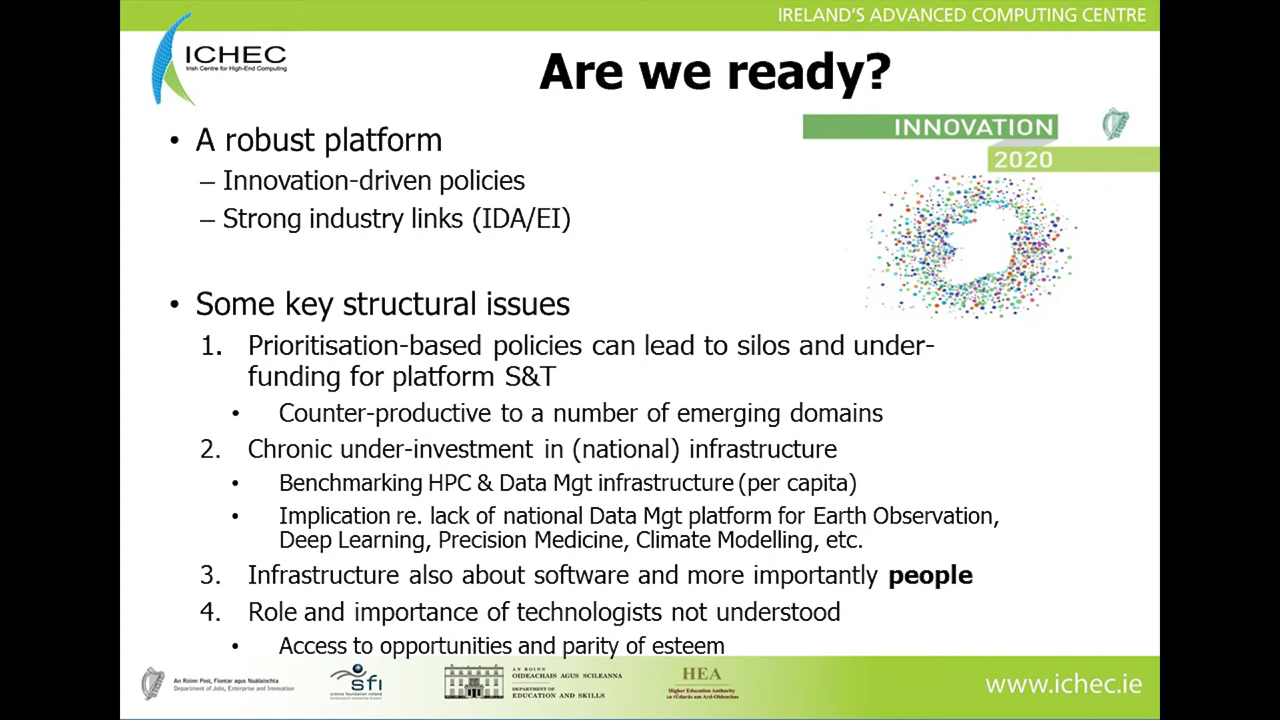 IRELAND'S ADVANCED COMPUTING CENTRE
ICHEC
Irish Centre for High-End Computing
Are we ready?
INNOVATION
2020
• A robust platform
– Innovation-driven policies
– Strong industry links (IDA/EI)
• Some key structural issues
1. Prioritisation-based policies can lead to silos and under-
funding for platform S&T
• Counter-productive to a number of emerging domains
2. Chronic under-investment in (national) infrastructure
• Benchmarking HPC & Data Mgt infrastructure (per capita)
• Implication re. lack of national Data Mgt platform for Earth Observation,
Deep Learning, Precision Medicine, Climate Modelling, etc.
3. Infrastructure also about software and more importantly people
4. Role and importance of technologists not understood
• Access to opportunities and parity of esteem
An Roinn Post, Fiontar agus Nuálaíochta
Department of Jobs, Enterprise and Innovation
sfi
science foundation ireland
AN ROINN
OIDEACHAIS AGUS SCILEANNA
DEPARTMENT OF
EDUCATION AND SKILLS
HEA
Higher Education Authority
An tÚdarás um Ard-Oideachas
www.ichec.ie